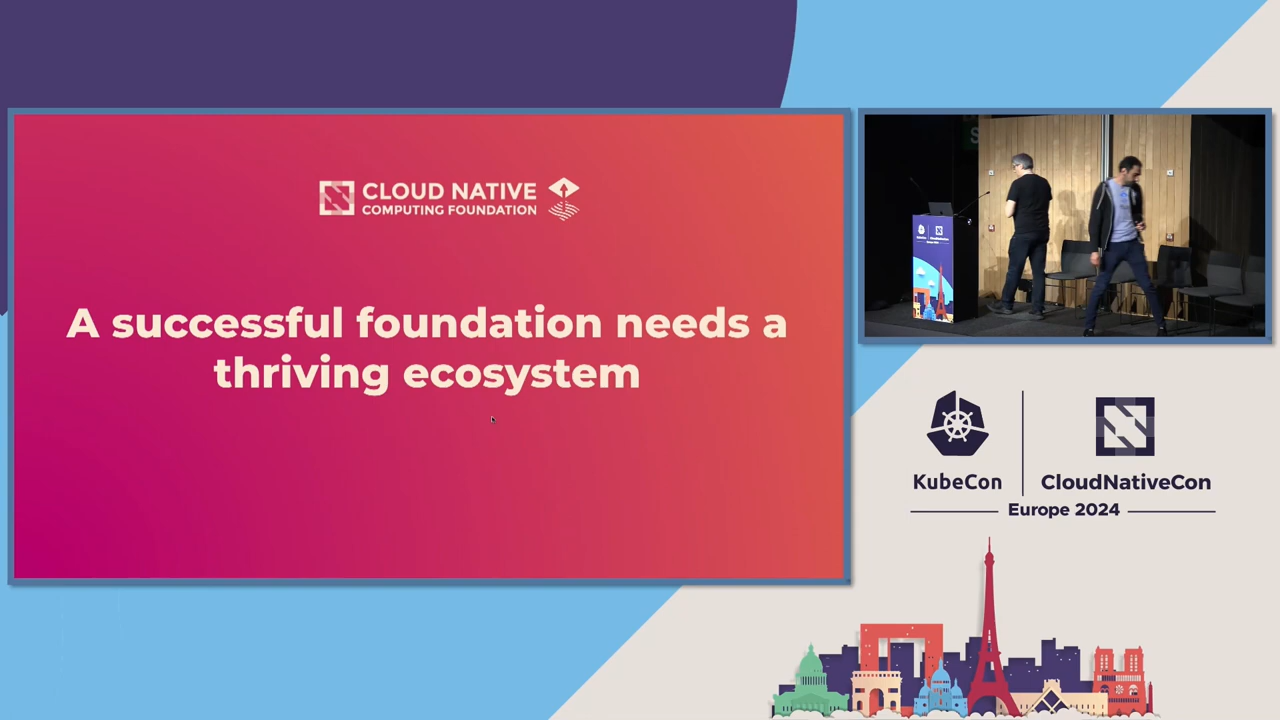 CLOUD NATIVE
COMPUTING FOUNDATION
A successful foundation needs a
thriving ecosystem
KubeCon
CloudNativeCon
Europe 2024